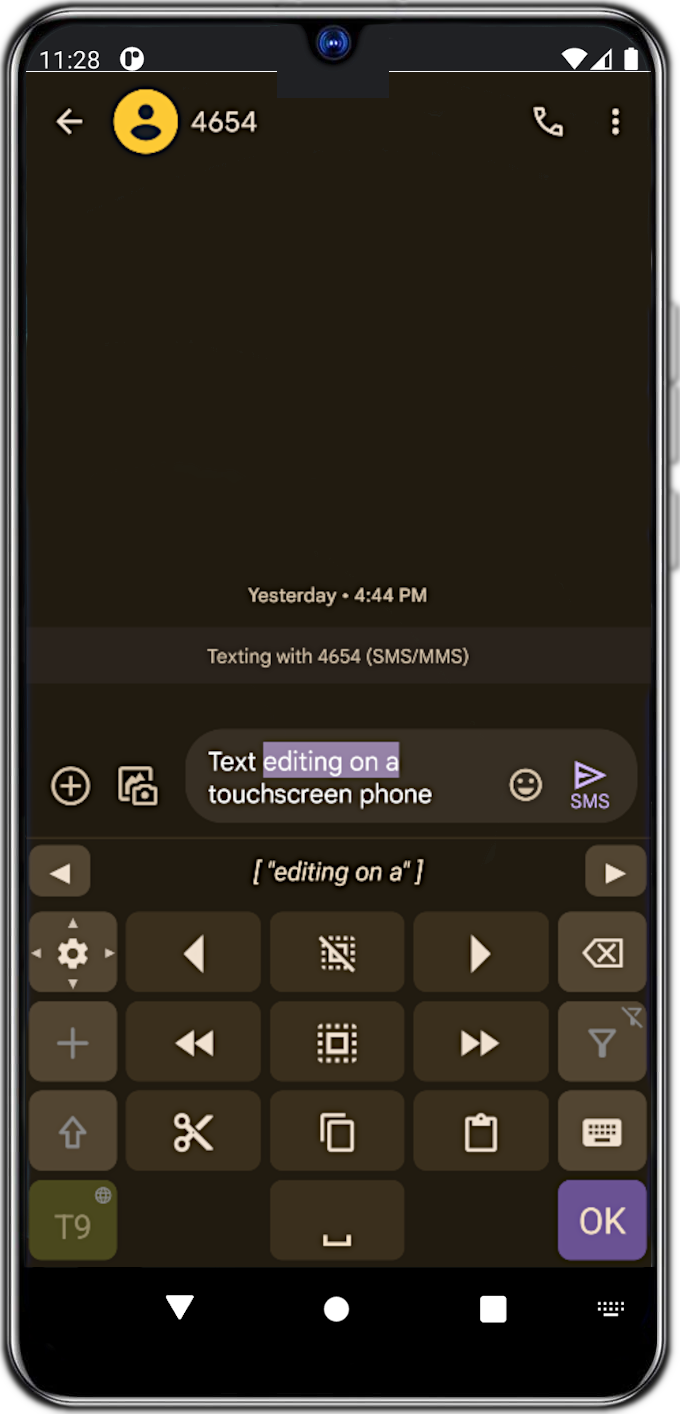 11:28
4654
Yesterday • 4:44 PM
Texting with 4654 (SMS/MMS)
Text editing on a
touchscreen phone
SMS
[ "editing on a" ]
T9
OK